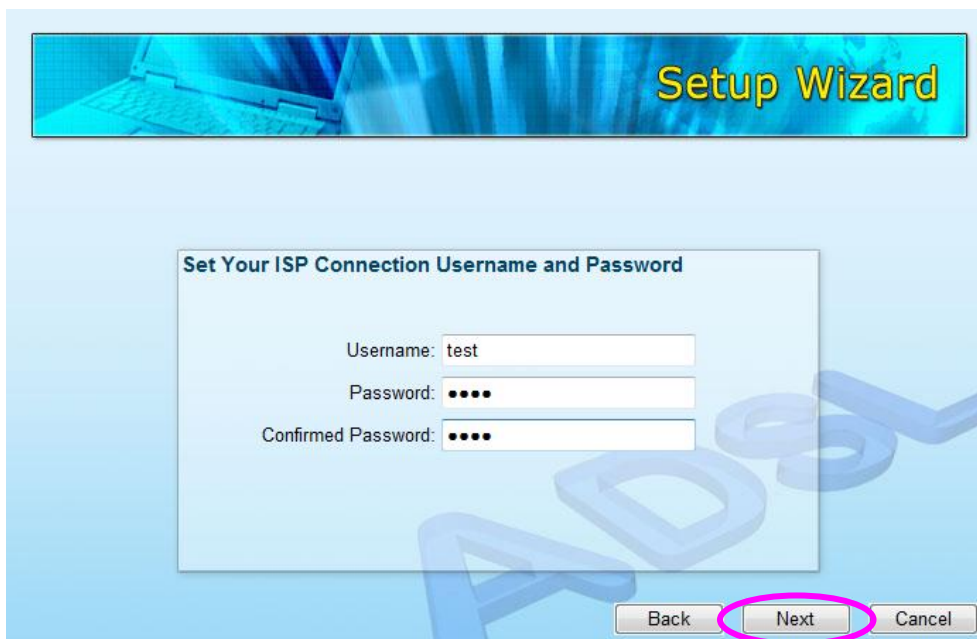 Setup Wizard
Set Your ISP Connection Username and Password
Username: test
Password: ●●●●
Confirmed Password: ●●●●
ADSL
Back Next Cancel